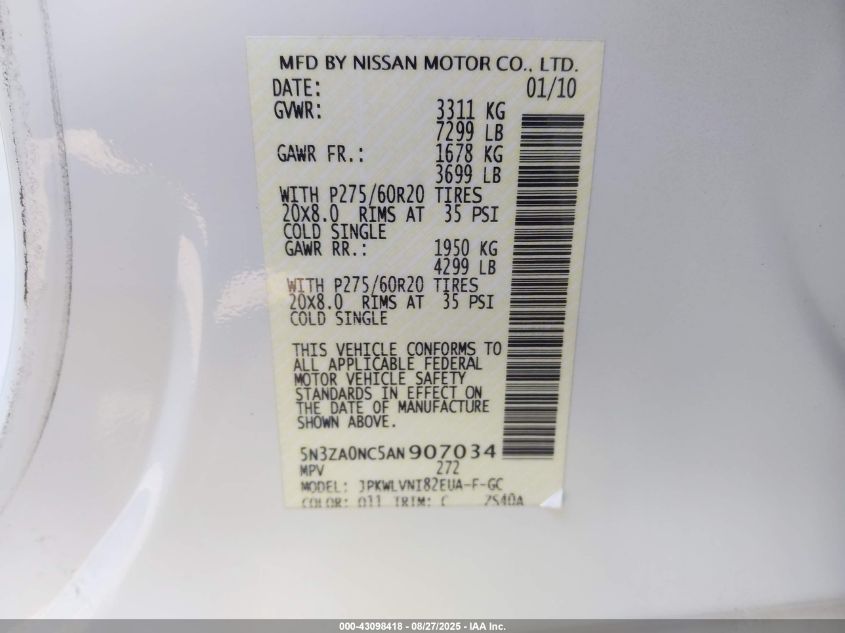 MFD BY NISSAN MOTOR CO., LTD.
DATE: 01/10
GVWR: 3311 KG
7299 LB
GAWR FR.: 1678 KG
3699 LB
WITH P275/60R20 TIRES
20X8.0 RIMS AT 35 PSI
COLD SINGLE
GAWR RR.: 1950 KG
4299 LB
WITH P275/60R20 TIRES
20X8.0 RIMS AT 35 PSI
COLD SINGLE
THIS VEHICLE CONFORMS TO
ALL APPLICABLE FEDERAL
MOTOR VEHICLE SAFETY
STANDARDS IN EFFECT ON
THE DATE OF MANUFACTURE
SHOWN ABOVE.
5N3ZA0NC5AN907034
MPV 272
MODEL: JPKWLVNI82EUA-F-GC
COLOR: Q11 TRIM: C
000-43098418 - 08/27/2025 - IAA Inc.